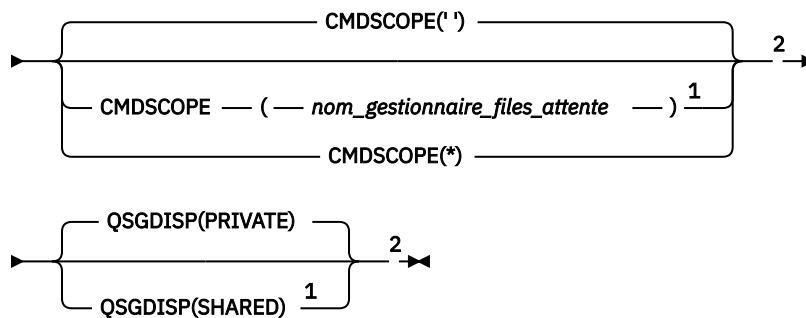 CMDSCOPE(' ')
2
CMDSCOPE ( nom_gestionnaire_files_attente ) 1
CMDSCOPE(*)
QSGDISP(PRIVATE)
2
QSGDISP(SHARED) 1